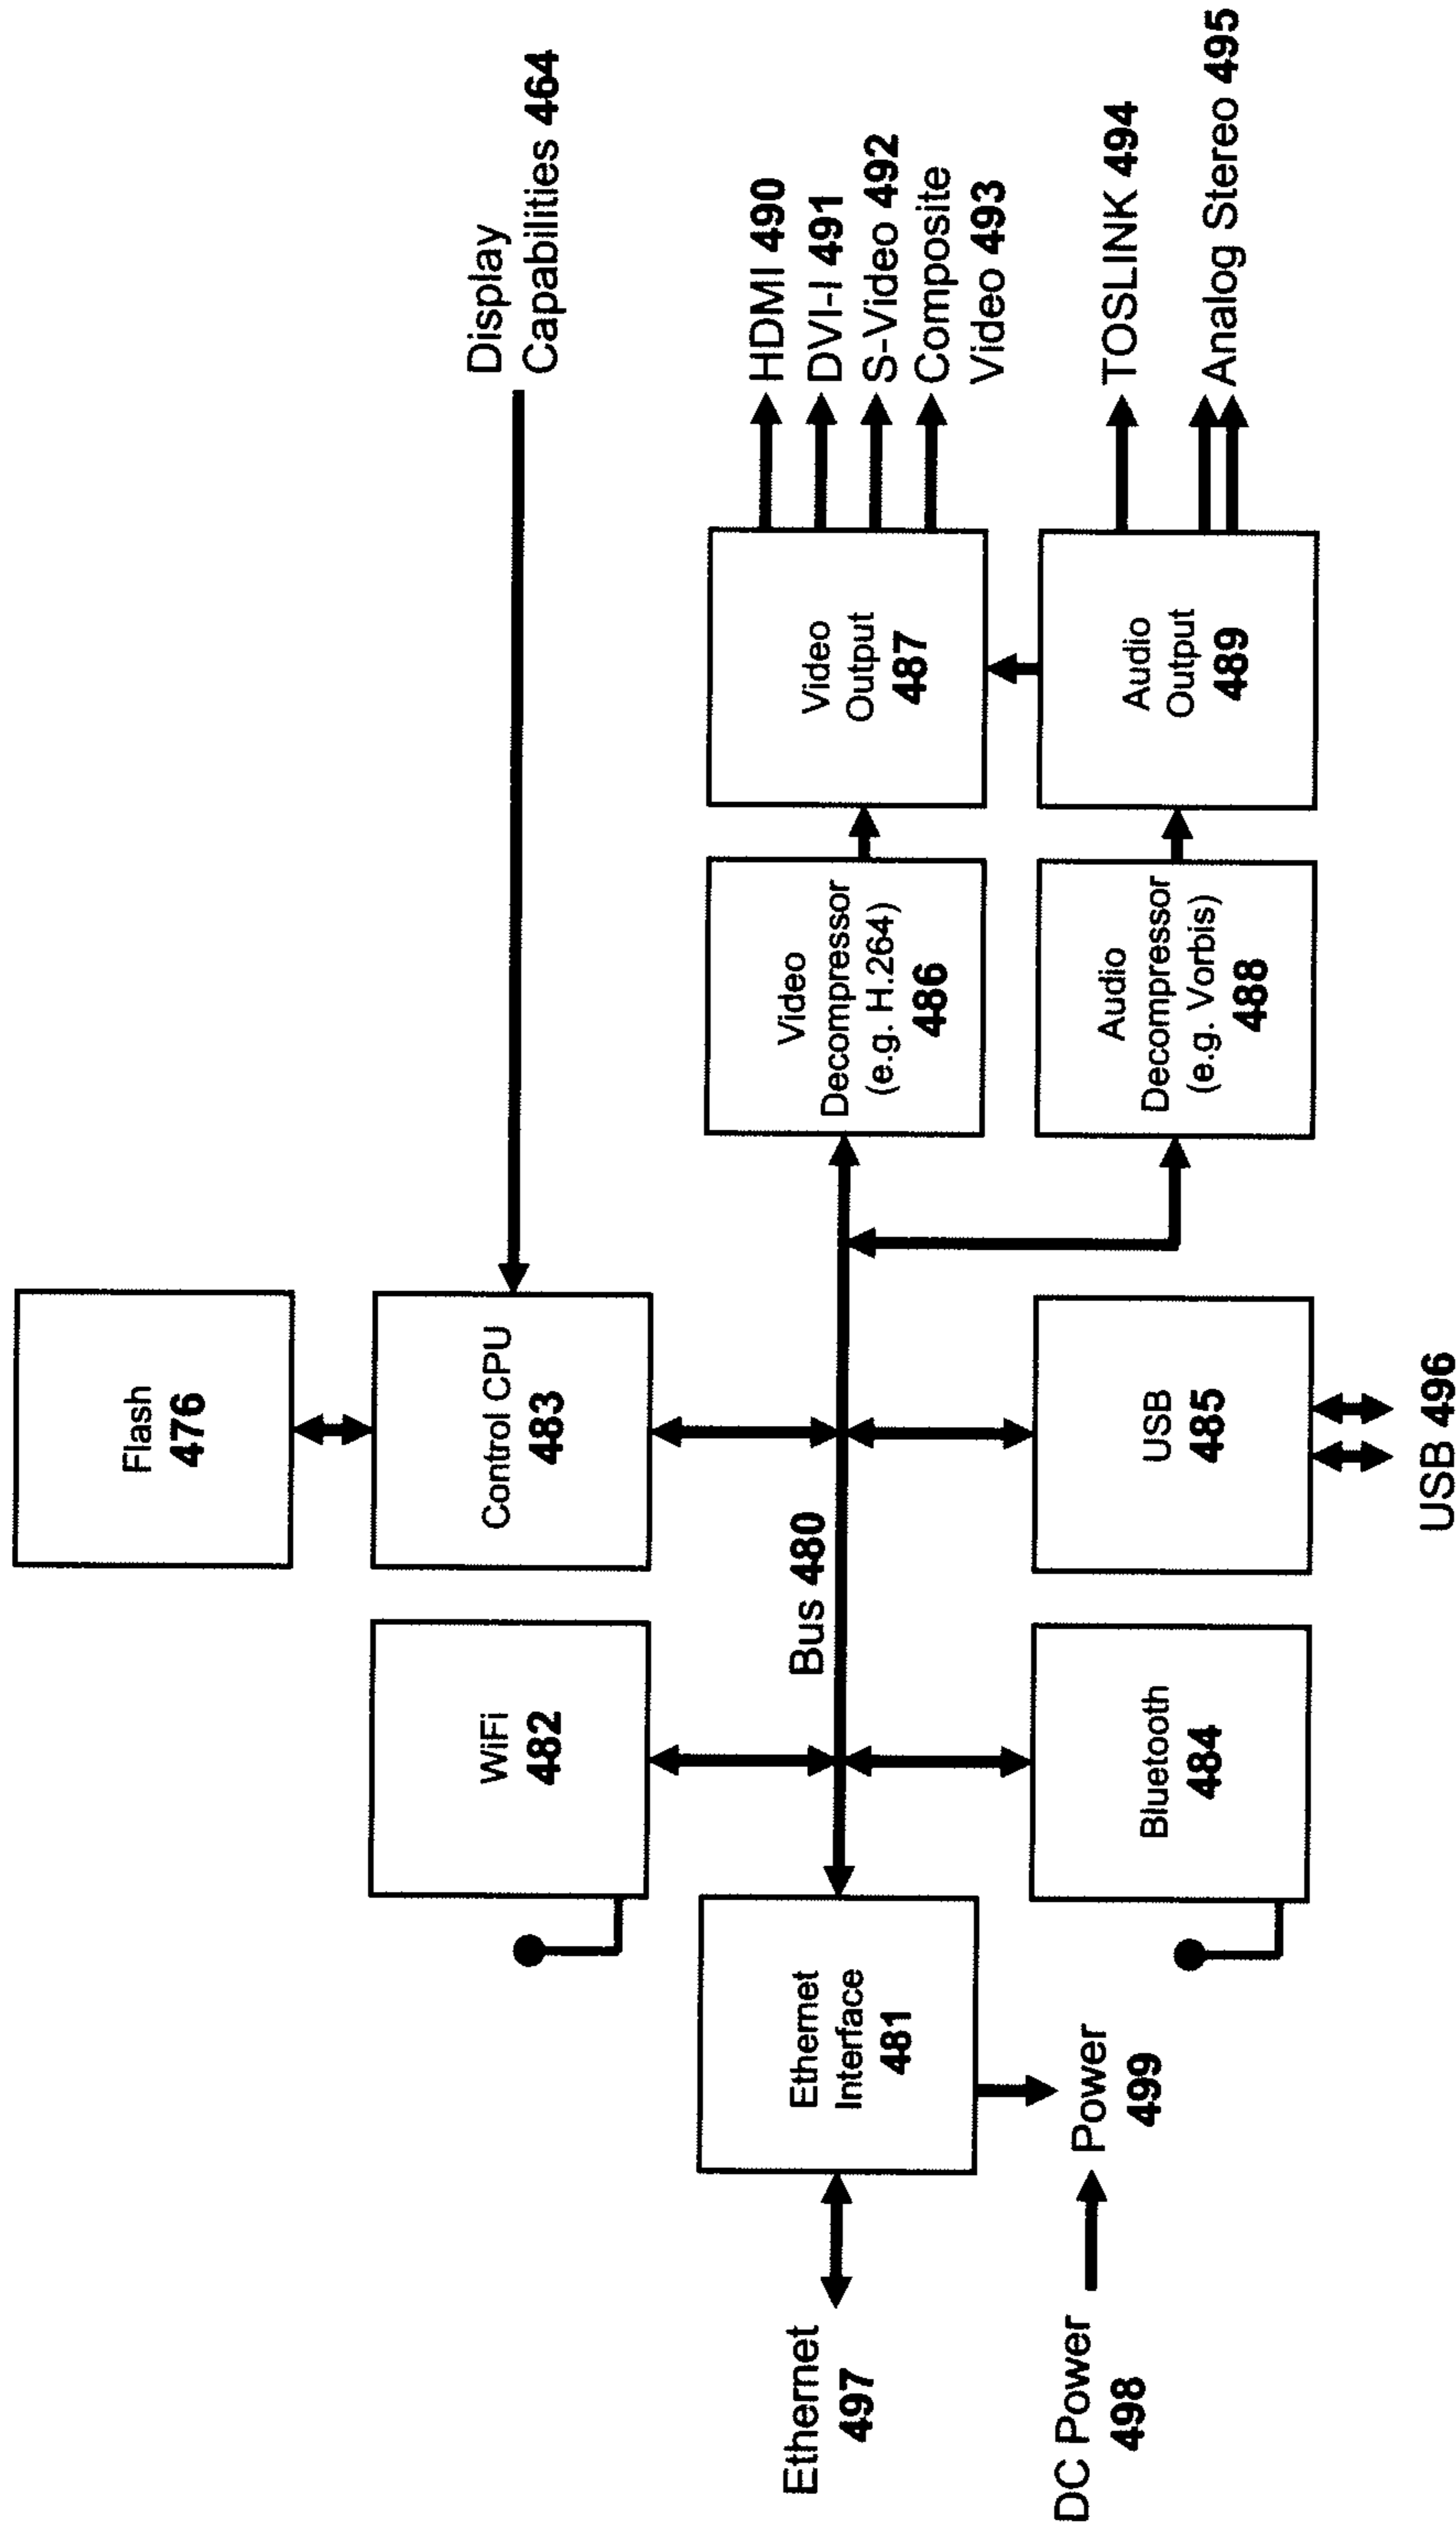 Flash
476
Display
Capabilities 464
WiFi
482
Control CPU
483
HDMI 490
DVI-I 491
S-Video 492
Composite
Video 493
Bus 480
Ethernet
497
Ethernet
Interface
481
Video
Decompressor
(e.g. H.264)
486
Video
Output
487
DC Power
498
Power
499
Bluetooth
484
USB
485
Audio
Decompressor
(e.g. Vorbis)
488
Audio
Output
489
TOSLINK 494
Analog Stereo 495
USB 496